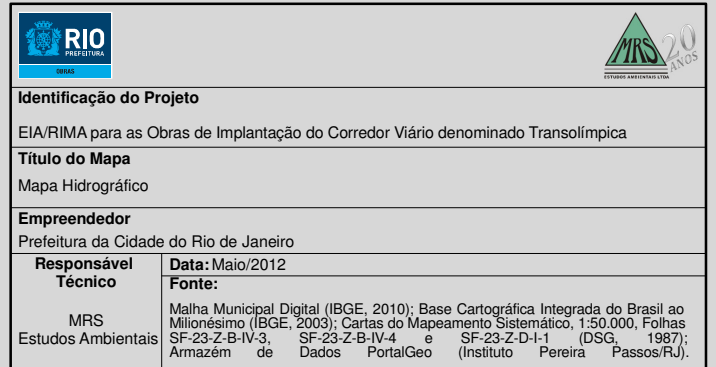 RIO
PREFEITURA
OBRAS
MRS
20
ANOS
ESTUDOS AMBIENTAIS LTDA
Identificação do Projeto
EIA/RIMA para as Obras de Implantação do Corredor Viário denominado Transolímpica
Título do Mapa
Mapa Hidrográfico
Empreendedor
Prefeitura da Cidade do Rio de Janeiro
Responsável
Técnico
MRS
Estudos Ambientais
Data: Maio/2012
Fonte:
Malha Municipal Digital (IBGE, 2010); Base Cartográfica Integrada do Brasil ao
Milionésimo (IBGE, 2003); Cartas do Mapeamento Sistemático, 1:50.000, Folhas
SF-23-Z-B-IV-3, SF-23-Z-B-IV-4 e SF-23-Z-D-I-1 (DSG, 1987);
Armazém de Dados PortalGeo (Instituto Pereira Passos/RJ).